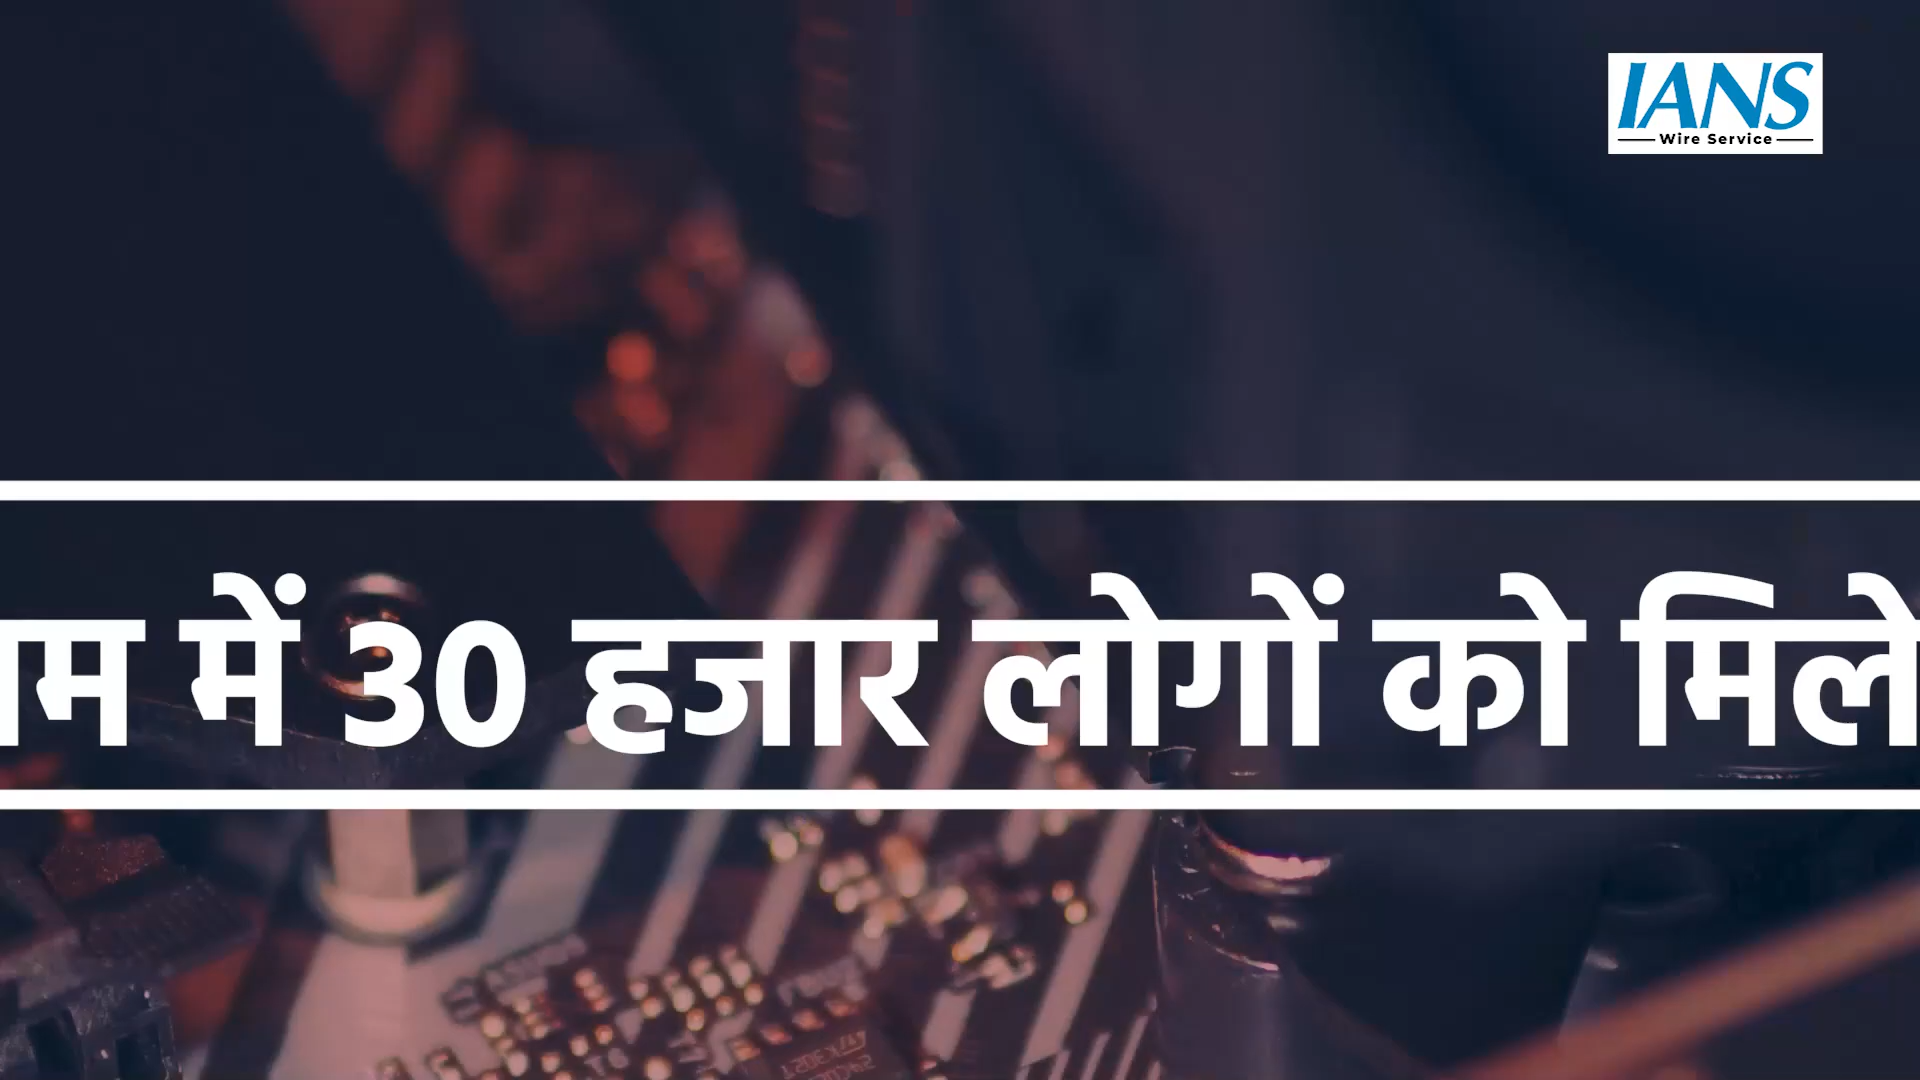 IANS
Wire Service
म में 30 हजार लोगों को मिले